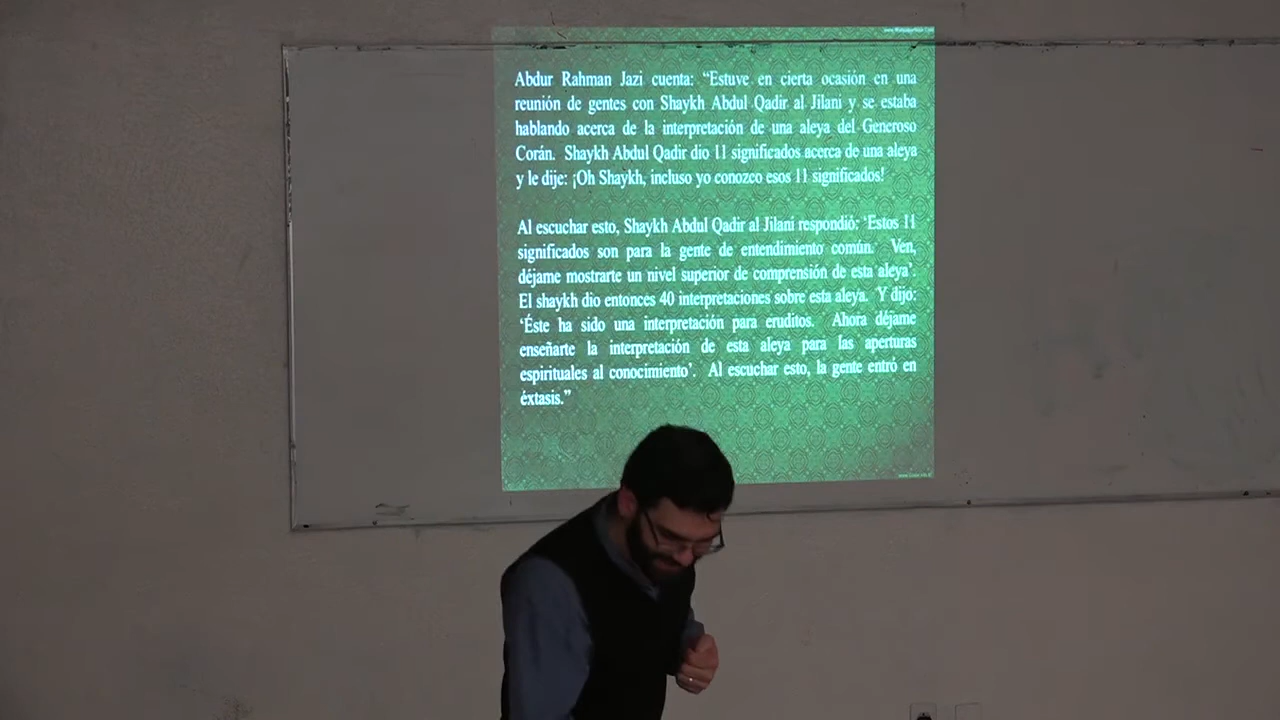 Abdur Rahman Jazi cuenta: “Estuve en cierta ocasión en una
reunión de gentes con Shaykh Abdul Qadir al Jilani y se estaba
hablando acerca de la interpretación de una aleya del Generoso
Corán. Shaykh Abdul Qadir dio 11 significados acerca de una aleya
y le dije: ¡Oh Shaykh, incluso yo conozco esos 11 significados!
Al escuchar esto, Shaykh Abdul Qadir al Jilani respondió: ‘Estos 11
significados son para la gente de entendimiento común. Ven,
déjame mostrarte un nivel superior de comprensión de esta aleya’.
El shaykh dio entonces 40 interpretaciones sobre esta aleya. Y dijo:
‘Éste ha sido una interpretación para eruditos. Ahora déjame
enseñarte la interpretación de esta aleya para las aperturas
espirituales al conocimiento’. Al escuchar esto, la gente entró en
éxtasis.”